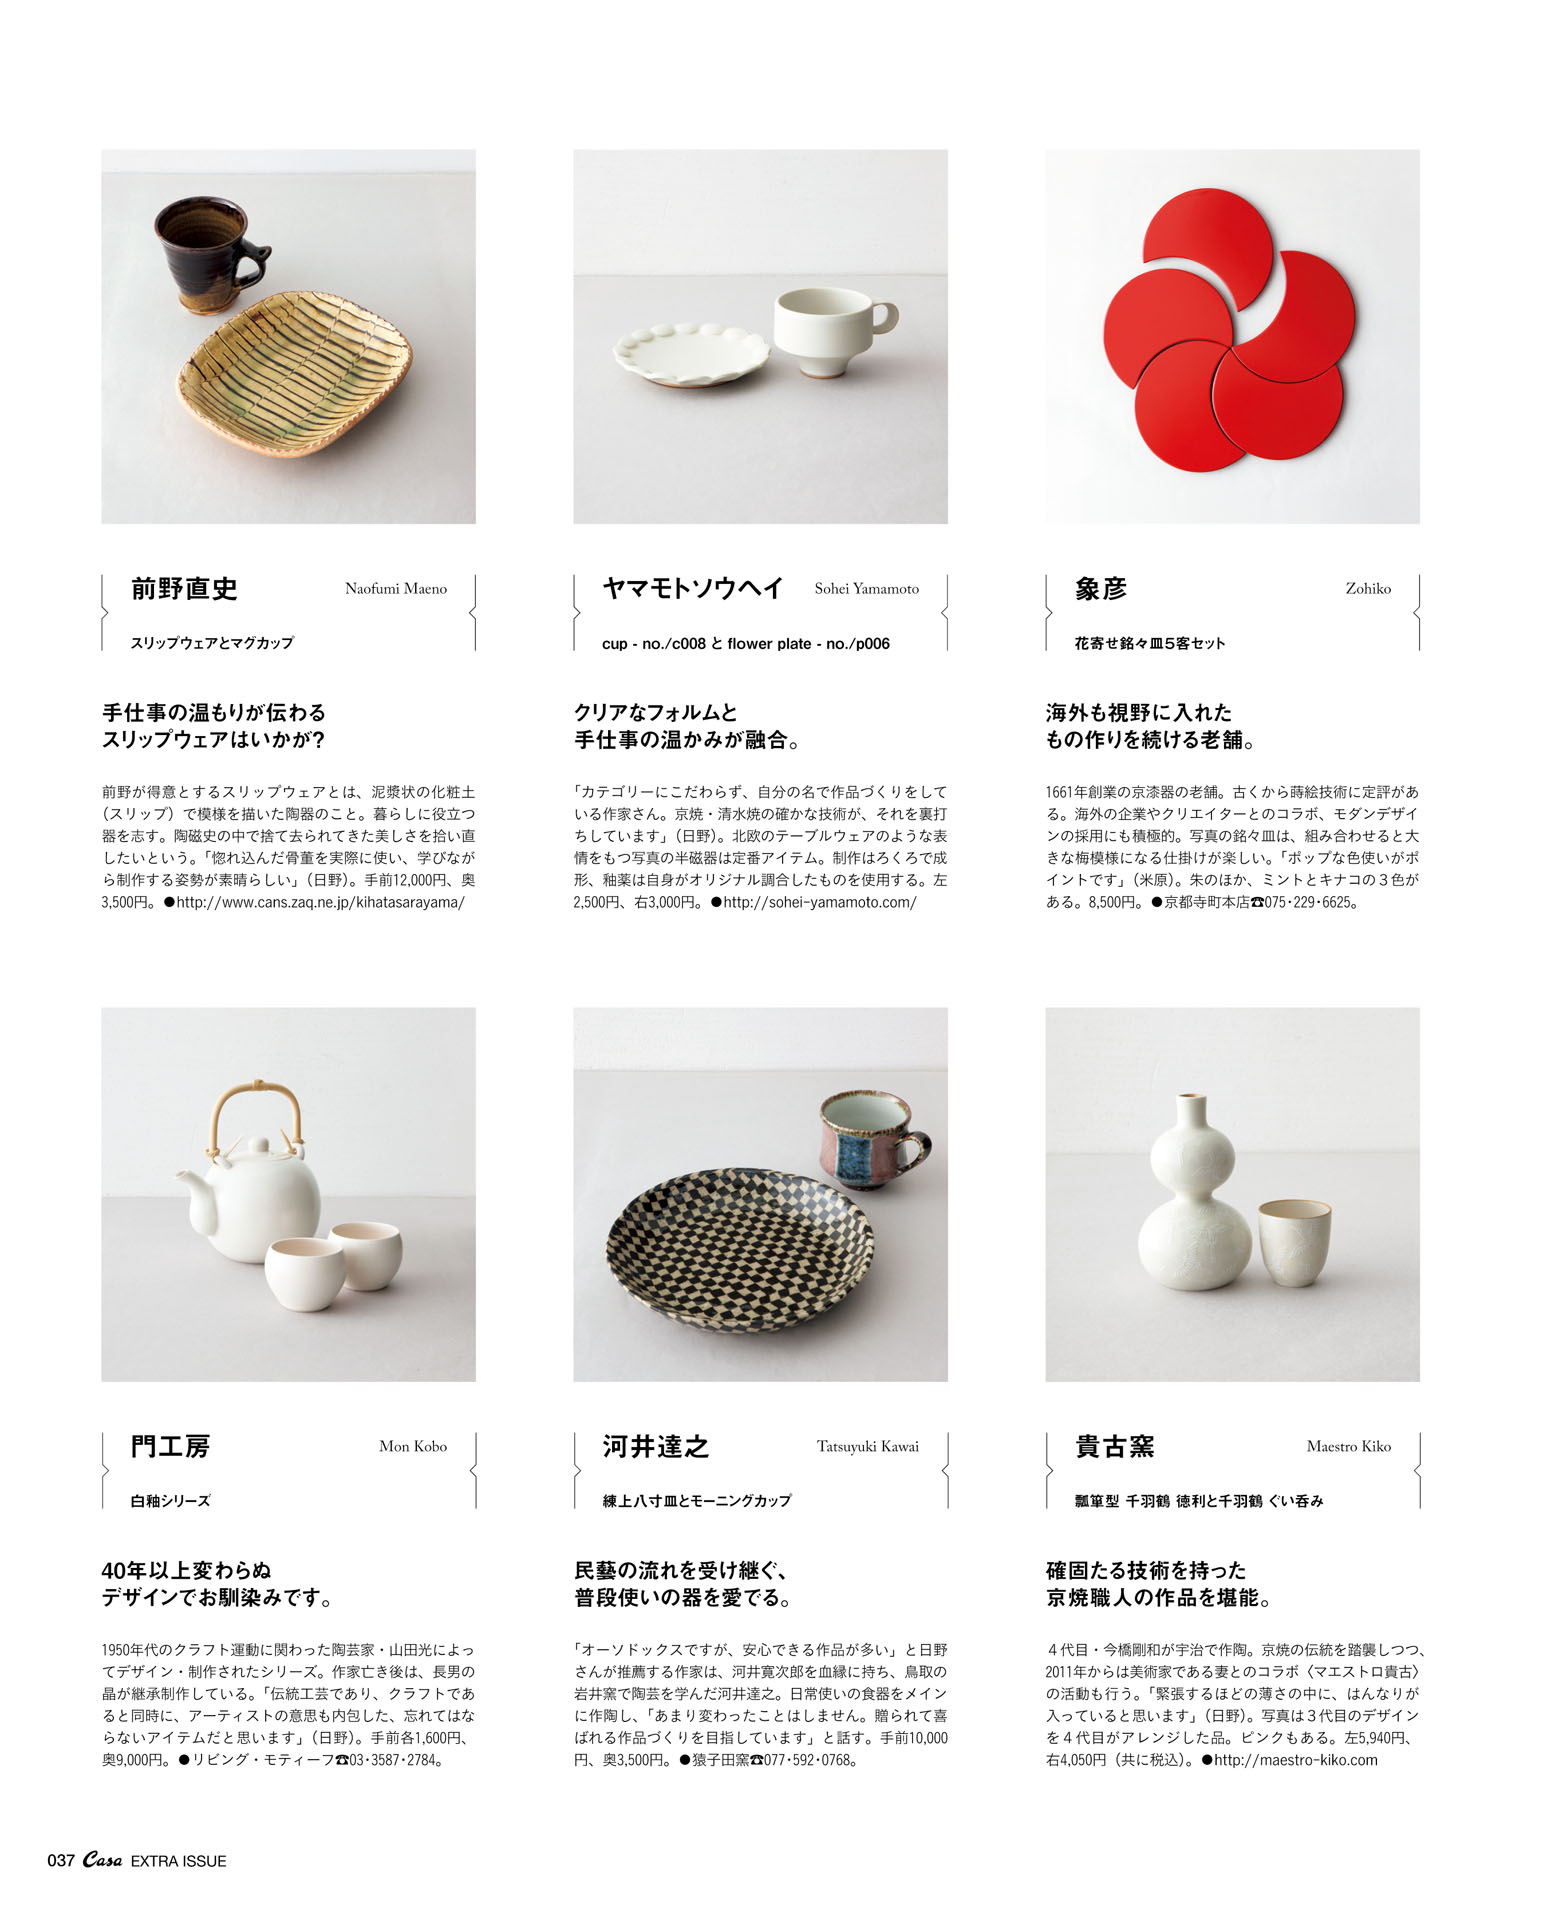 前野直史
Naofumi Maeno
スリップウェアとマグカップ
手仕事の温もりが伝わる
スリップウェアはいかが?
前野が得意とするスリップウェアとは、泥漿状の化粧土
(スリップ)で模様を描いた陶器のこと。暮らしに役立つ
器を志す。陶磁史の中で捨て去られてきた美しさを拾い直
したいという。「惚れ込んだ骨董を実際に使い、学びなが
ら制作する姿勢が素晴らしい」(日野)。手前12,000円、奥
3,500円。●http://www.cans.zaq.ne.jp/kihatasarayama/
ヤマモトソウヘイ
Sohei Yamamoto
cup - no./c008 と flower plate - no./p006
クリアなフォルムと
手仕事の温かみが融合。
「カテゴリーにこだわらず、自分の名で作品づくりをして
いる作家さん。京焼・清水焼の確かな技術が、それを裏打
ちしています」(日野)。北欧のテーブルウェアのような表
情をもつ写真の半磁器は定番アイテム。制作はろくろで成
形、釉薬は自身がオリジナル調合したものを使用する。左
2,500円、右3,000円。●http://sohei-yamamoto.com/
象彦
Zohiko
花寄せ銘々皿5客セット
海外も視野に入れた
もの作りを続ける老舗。
1661年創業の京漆器の老舗。古くから蒔絵技術に定評があ
る。海外の企業やクリエイターとのコラボ、モダンデザイ
ンの採用にも積極的。写真の銘々皿は、組み合わせると大
きな梅模様になる仕掛けが楽しい。「ポップな色使いがポ
イントです」(米原)。朱のほか、ミントとキナコの3色が
ある。8,500円。●京都寺町本店☎075・229・6625。
門工房
Mon Kobo
白釉シリーズ
40年以上変わらぬ
デザインでお馴染みです。
1950年代のクラフト運動に関わった陶芸家・山田光によっ
てデザイン・制作されたシリーズ。作家亡き後は、長男の
晶が継承制作している。「伝統工芸であり、クラフトであ
ると同時に、アーティストの意思も内包した、忘れてはな
らないアイテムだと思います」(日野)。手前各1,600円、
奥9,000円。●リビング・モティーフ☎03・3587・2784。
河井達之
Tatsuyuki Kawai
練上八寸皿とモーニングカップ
民藝の流れを受け継ぐ、
普段使いの器を愛でる。
「オーソドックスですが、安心できる作品が多い」と日野
さんが推薦する作家は、河井寛次郎を血縁に持ち、鳥取の
岩井窯で陶芸を学んだ河井達之。日常使いの食器をメイン
に作陶し、「あまり変わったことはしません。贈られて喜
ばれる作品づくりを目指しています」と話す。手前10,000
円、奥3,500円。●猿子田窯☎077・592・0768。
貴古窯
Maestro Kiko
瓢箪型 千羽鶴 徳利と千羽鶴 ぐい呑み
確固たる技術を持った
京焼職人の作品を堪能。
4代目・今橋剛和が宇治で作陶。京焼の伝統を踏襲しつつ、
2011年からは美術家である妻とのコラボ〈マエストロ貴古〉
の活動も行う。「緊張するほどの薄さの中に、はんなりが
入っていると思います」(日野)。写真は3代目のデザイン
を4代目がアレンジした品。ピンクもある。左5,940円、
右4,050円(共に税込)。●http://maestro-kiko.com
037 Casa EXTRA ISSUE